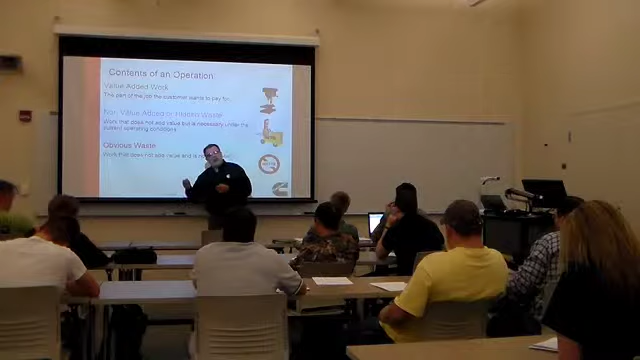 Contents of an Operation
Value Added Work
This part of the job the customer wants to pay for.
Non Value Added or Hidden Waste
Work that does not add value but is necessary under the
current operating conditions
Obvious Waste
Work that does not add value and is